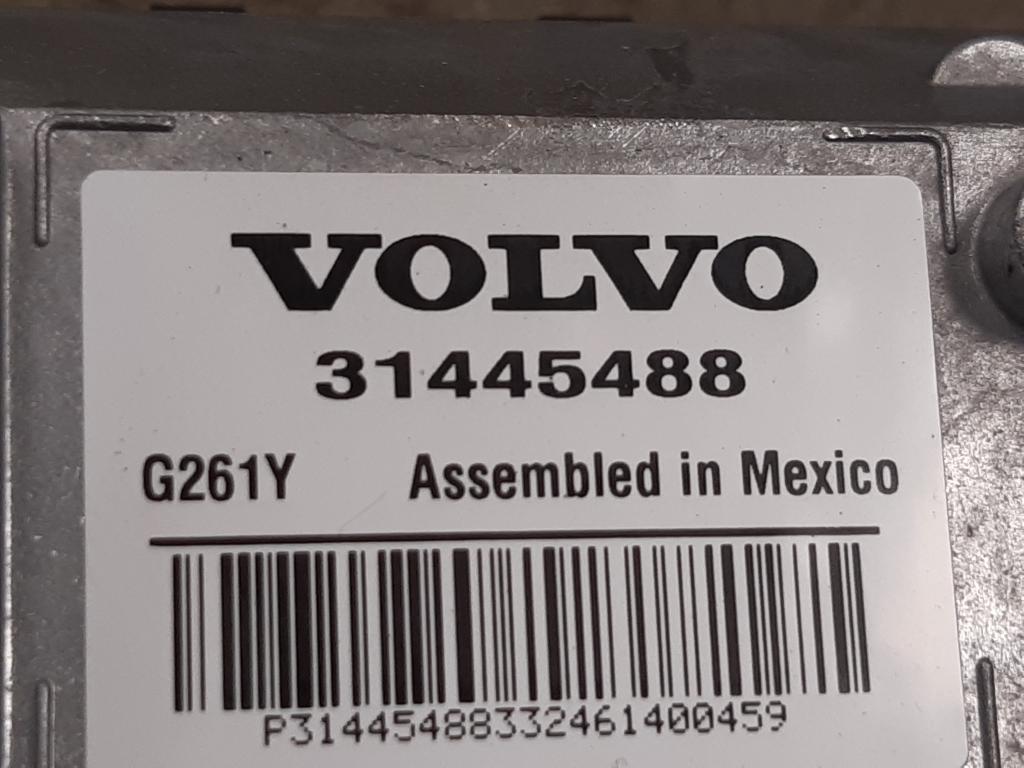 VOLVO
31445488
G261Y Assembled in Mexico
P31445488332461400459